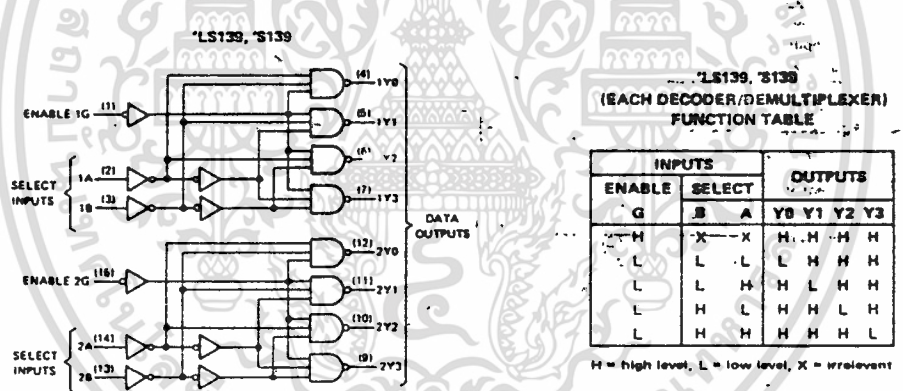 'LS139, 'S139
ENABLE 1G (1)
SELECT INPUTS
1A (2)
1B (3)
(4) 1Y0
(5) 1Y1
(6) Y2
(7) 1Y3
DATA OUTPUTS
ENABLE 2G (15)
SELECT INPUTS
2A (14)
2B (13)
(12) 2Y0
(11) 2Y1
(10) 2Y2
(9) 2Y3
'LS139, 'S139
(EACH DECODER/DEMULTIPLEXER)
FUNCTION TABLE
INPUTS OUTPUTS
ENABLE SELECT
G B A Y0 Y1 Y2 Y3
H X X H H H H
L L L L H H H
L L H H L H H
L H L H H L H
L H H H H H L
H = high level, L = low level, X = irrelevant